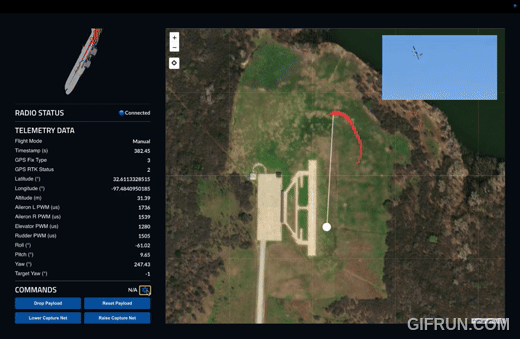 +
−
RADIO STATUS
Connected
TELEMETRY DATA
Flight Mode Manual
Timestamp (s) 382.45
GPS Fix Type 3
GPS RTK Status 2
Latitude (°) 32.6113328515
Longitude (°) -97.4840950185
Altitude (m) 31.39
Aileron L PWM (us) 1736
Aileron R PWM (us) 1539
Elevator PWM (us) 1280
Rudder PWM (us) 1505
Roll (°) -61.02
Pitch (°) 9.65
Yaw (°) 247.43
Target Yaw (°) -1
COMMANDS N/A
Drop Payload Reset Payload
Lower Capture Net Raise Capture Net
GIFRUN.COM